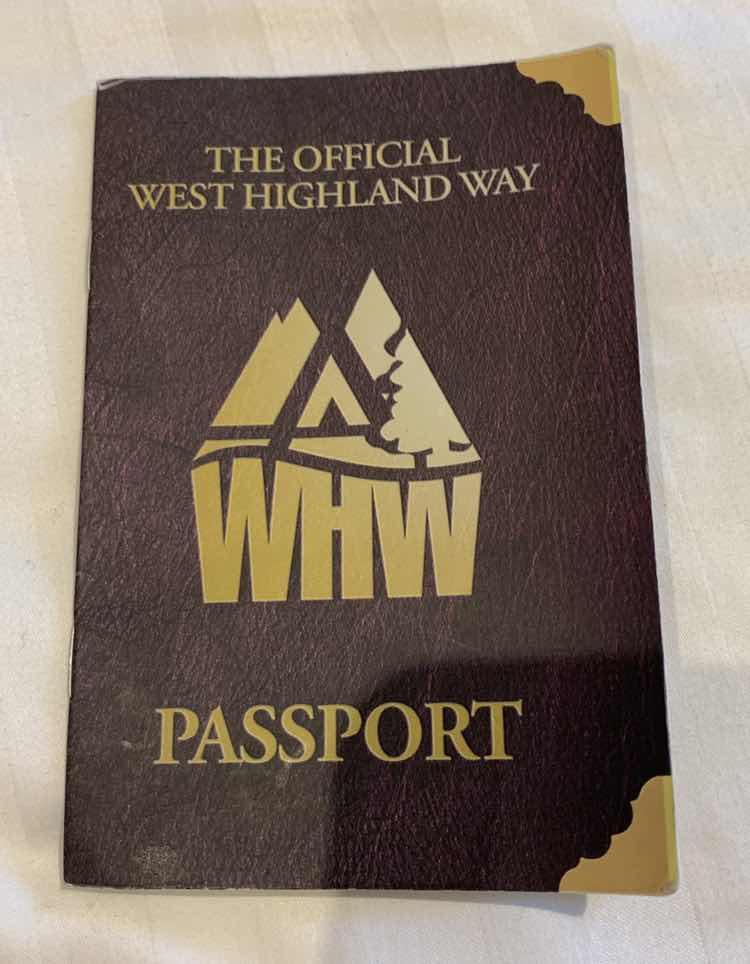 THE OFFICIAL
WEST HIGHLAND WAY
WHW
PASSPORT